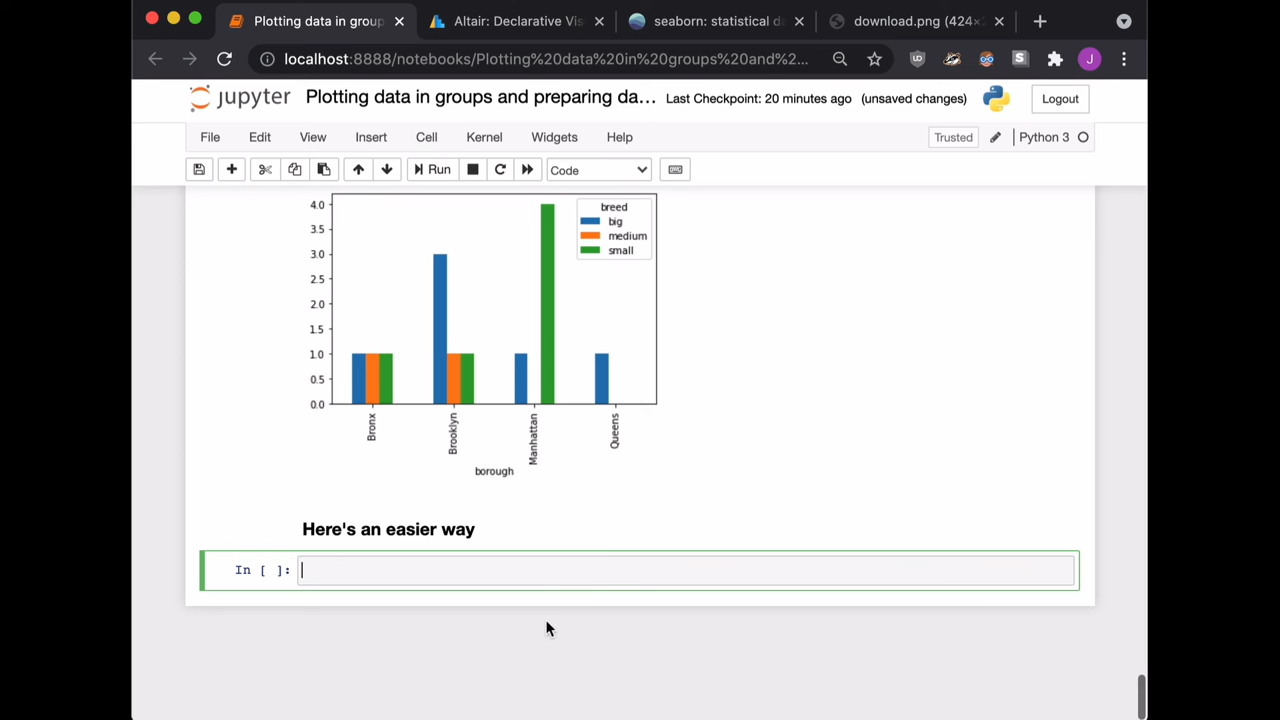 Plotting data in group
Altair: Declarative Vis
seaborn: statistical d
download.png (424×
localhost:8888/notebooks/Plotting%20data%20in%20groups%20and%2...
J
jupyter Plotting data in groups and preparing da... Last Checkpoint: 20 minutes ago (unsaved changes) Logout
File Edit View Insert Cell Kernel Widgets Help Trusted Python 3
Run Code
breed
big
medium
small
4.0
3.5
3.0
2.5
2.0
1.5
1.0
0.5
0.0
Bronx
Brooklyn
Manhattan
Queens
borough
Here's an easier way
In [ ]: